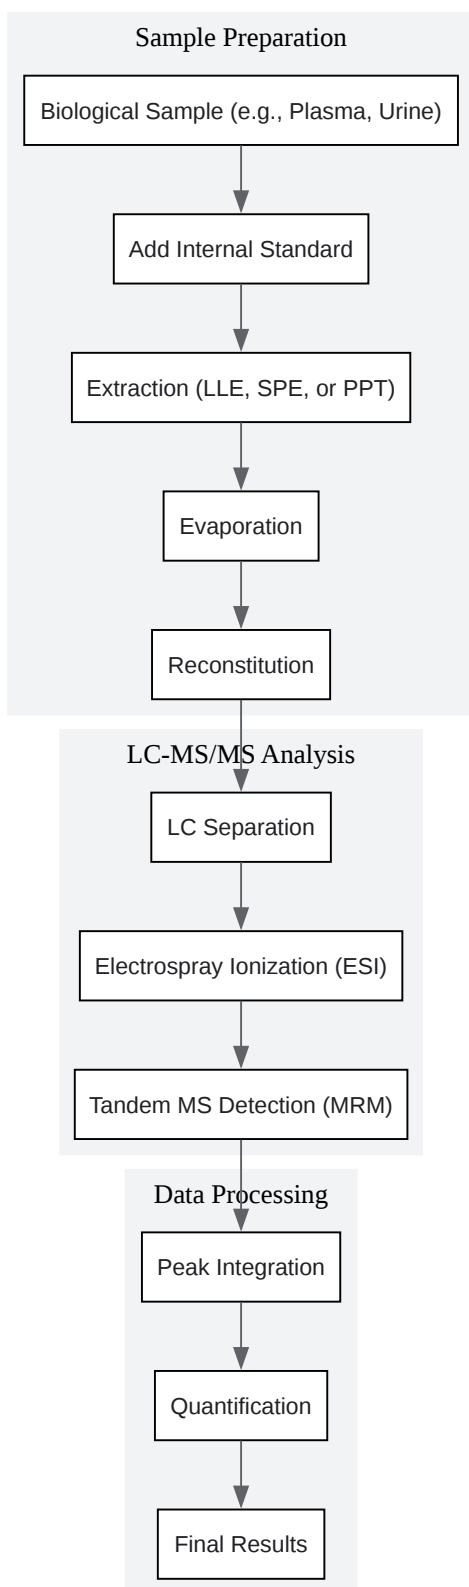 Sample Preparation
Biological Sample (e.g., Plasma, Urine)
Add Internal Standard
Extraction (LLE, SPE, or PPT)
Evaporation
Reconstitution
LC-MS/MS Analysis
LC Separation
Electrospray Ionization (ESI)
Tandem MS Detection (MRM)
Data Processing
Peak Integration
Quantification
Final Results